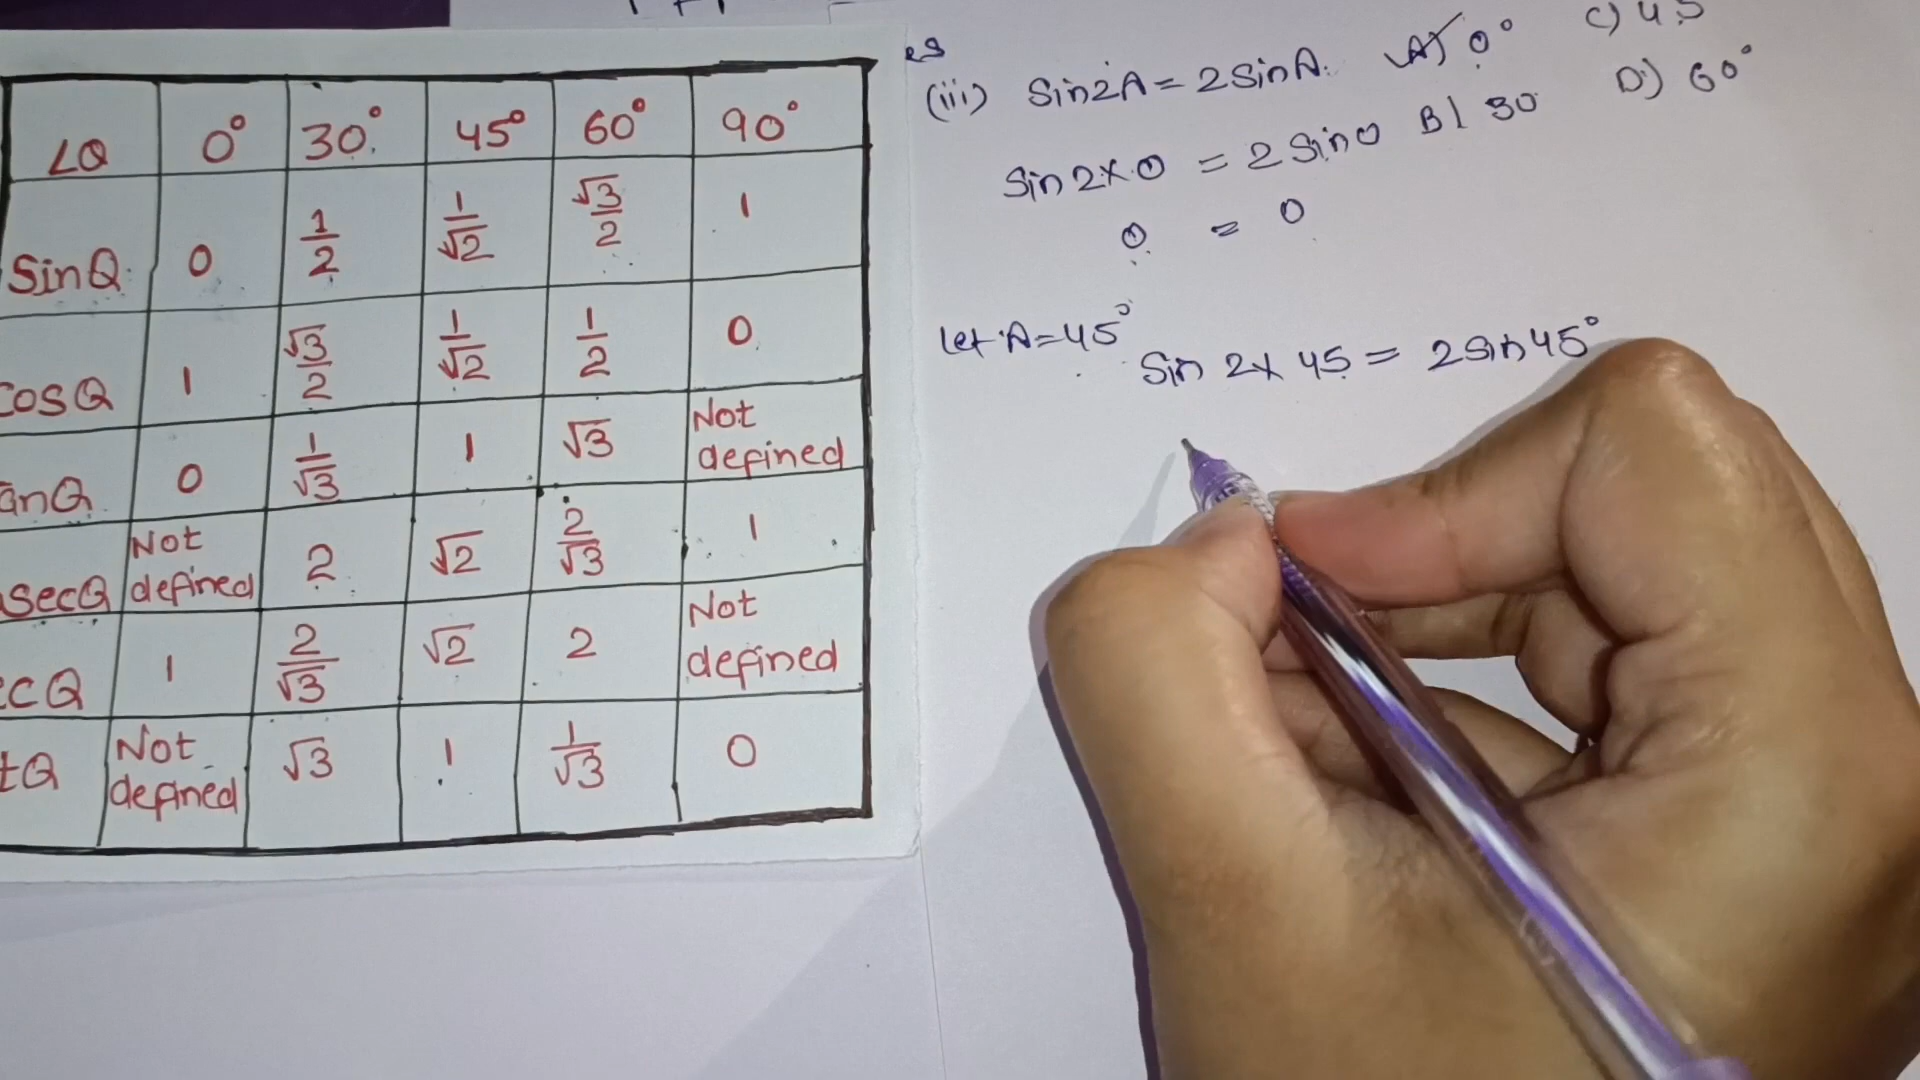 ∠Q 0° 30° 45° 60° 90°
SinQ 0 1/2 1/√2 √3/2 1
cosQ 1 √3/2 1/√2 1/2 0
anQ 0 1/√3 1 √3 Not defined
secQ Not defined 2 √2 2/√3 1
ecQ 1 2/√3 √2 2 Not defined
tQ Not defined √3 1 1/√3 0
(iii) Sin2A = 2SinA. A) 0° C) 45
B) 30 D) 60°
Sin 2×0 = 2 Sin0
0 = 0
let A = 45°
Sin 2× 45 = 2Sin45°